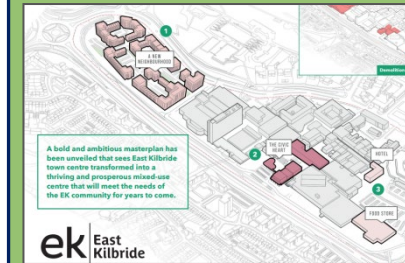 Demolition
1
A NEW
NEIGHBOURHOOD
THE CIVIC
HEART
2
HOTEL
3
FOOD STORE
A bold and ambitious masterplan has
been unveiled that sees East Kilbride
town centre transformed into a
thriving and prosperous mixed-use
centre that will meet the needs of
the EK community for years to come.
ek East
Kilbride